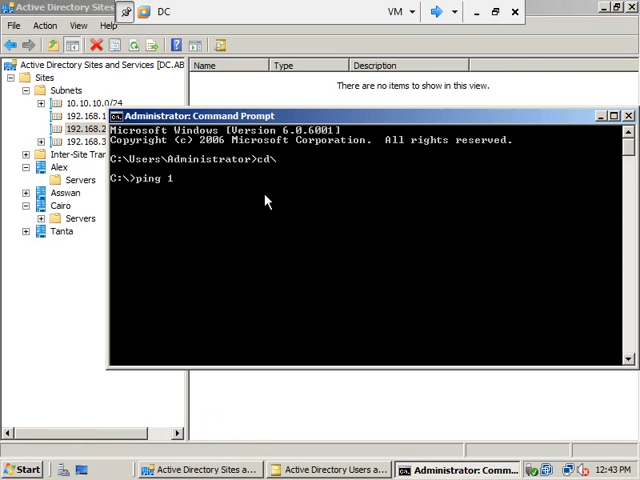 Active Directory Sites
DC
VM
File Action View Help
Active Directory Sites and Services [DC.AB
Name Type Description
Sites
There are no items to show in this view.
Subnets
10.10.10.0/24
192.168.1
192.168.2
192.168.3
Inter-Site Tran
Alex
Servers
Asswan
Cairo
Servers
Tanta
Administrator: Command Prompt
Microsoft Windows [Version 6.0.6001]
Copyright (c) 2006 Microsoft Corporation. All rights reserved.
C:\Users\Administrator>cd\
C:\>ping 1
Start
Active Directory Sites a...
Active Directory Users a...
Administrator: Comm...
12:43 PM